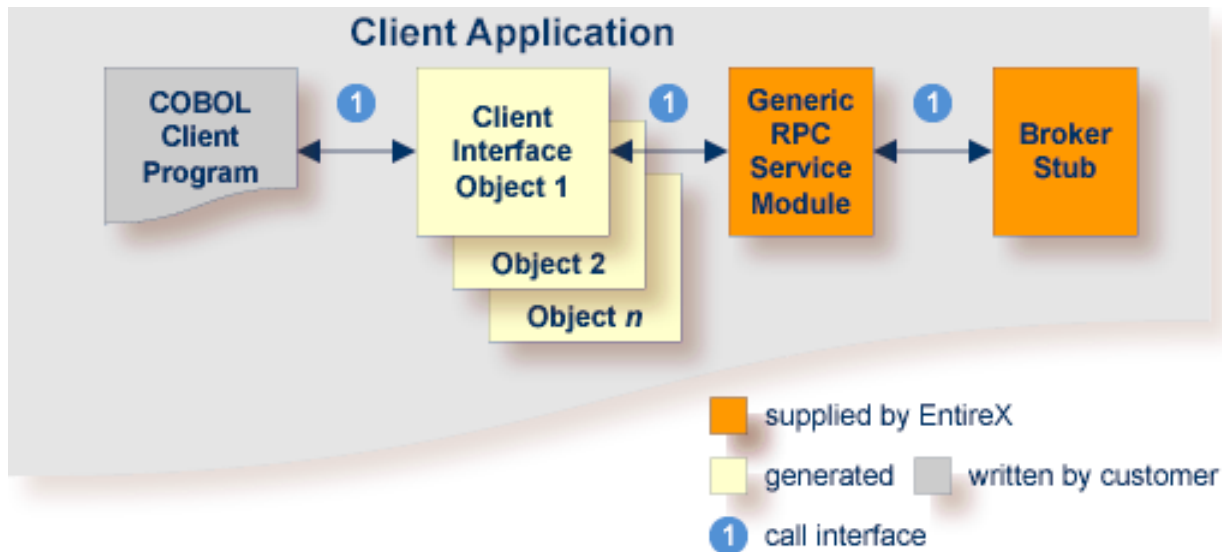 Client Application
COBOL
Client
Program
1
Client
Interface
Object 1
Object 2
Object n
1
Generic
RPC
Service
Module
1
Broker
Stub
supplied by EntireX
generated
written by customer
1 call interface